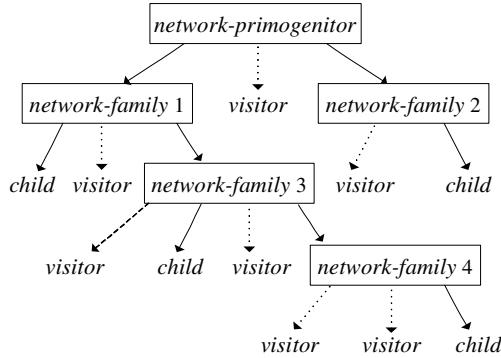 network-primogenitor
network-family 1
visitor
network-family 2
child
visitor
network-family 3
visitor
child
visitor
child
visitor
network-family 4
visitor
visitor
child